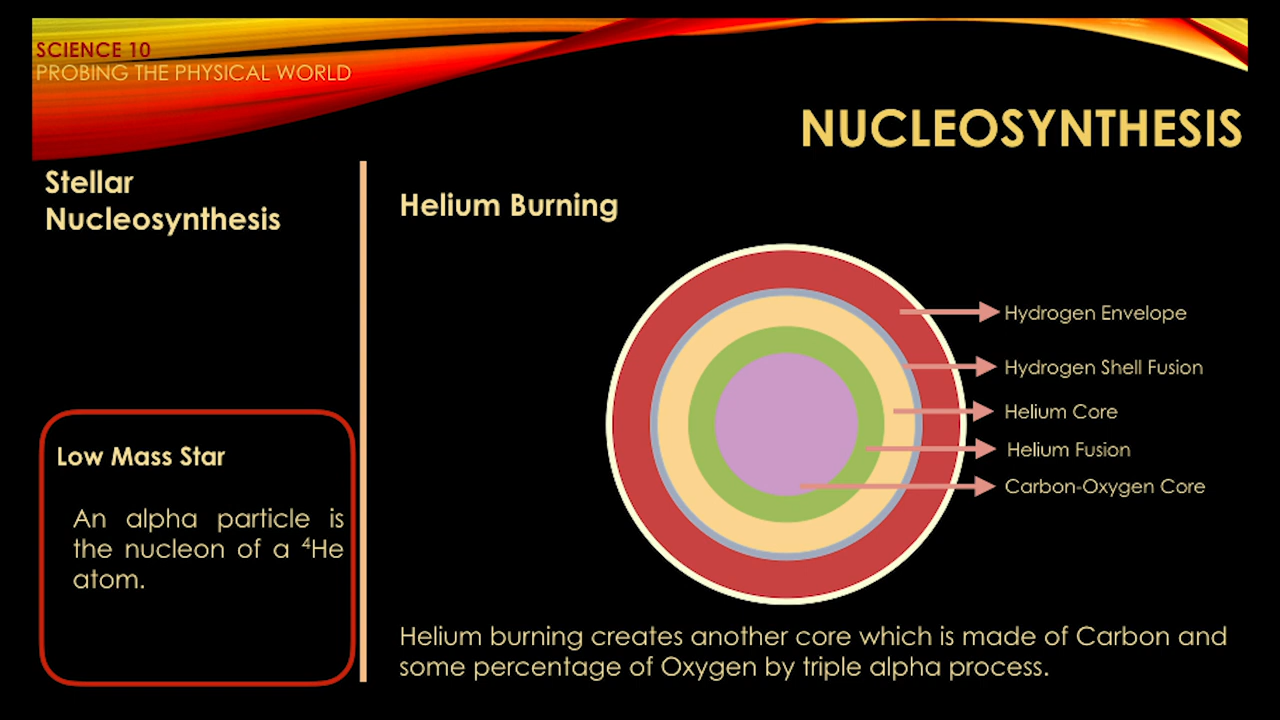 SCIENCE 10
PROBING THE PHYSICAL WORLD
NUCLEOSYNTHESIS
Stellar
Nucleosynthesis
Low Mass Star
An alpha particle is
the nucleon of a ⁴He
atom.
Helium Burning
Hydrogen Envelope
Hydrogen Shell Fusion
Helium Core
Helium Fusion
Carbon-Oxygen Core
Helium burning creates another core which is made of Carbon and
some percentage of Oxygen by triple alpha process.